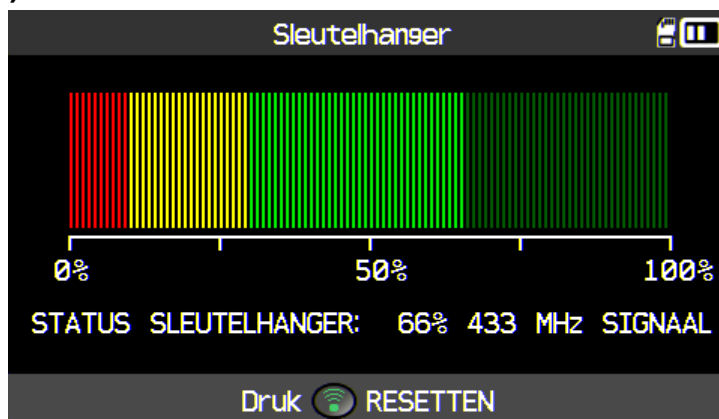 Sleutelhanger
0% 50% 100%
STATUS SLEUTELHANGER: 66% 433 MHz SIGNAAL
Druk RESETTEN